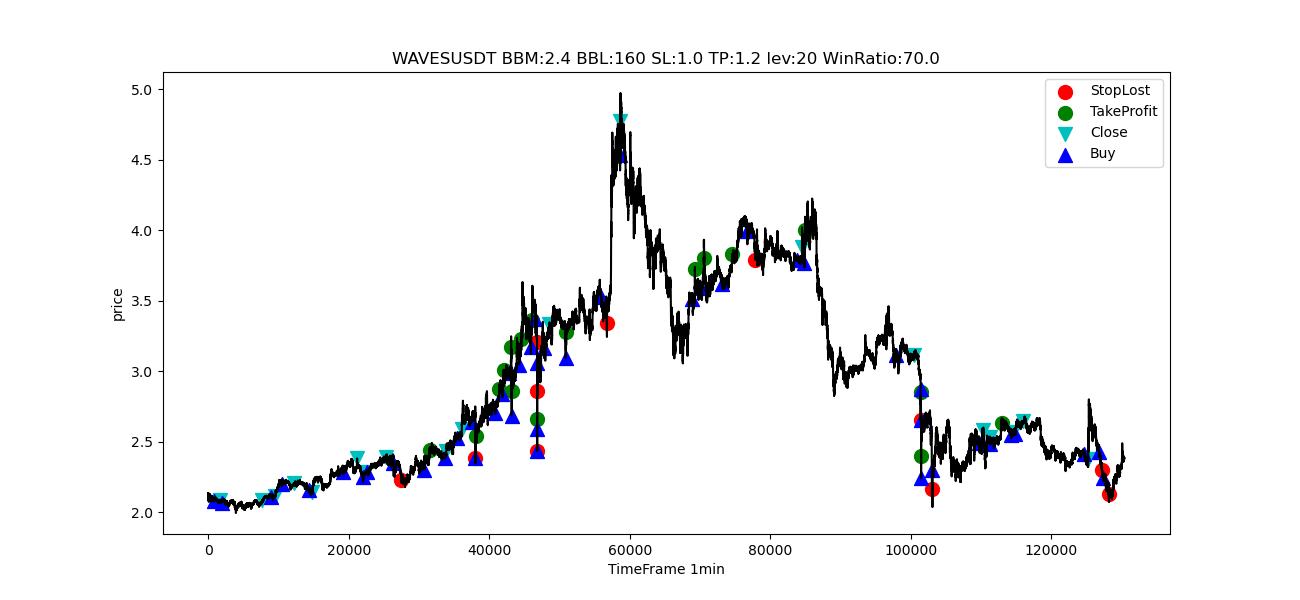 WAVESUSDT BBM:2.4 BBL:160 SL:1.0 TP:1.2 lev:20 WinRatio:70.0
StopLost
TakeProfit
Close
Buy
5.0
4.5
4.0
3.5
3.0
2.5
2.0
price
0 20000 40000 60000 80000 100000 120000
TimeFrame 1min